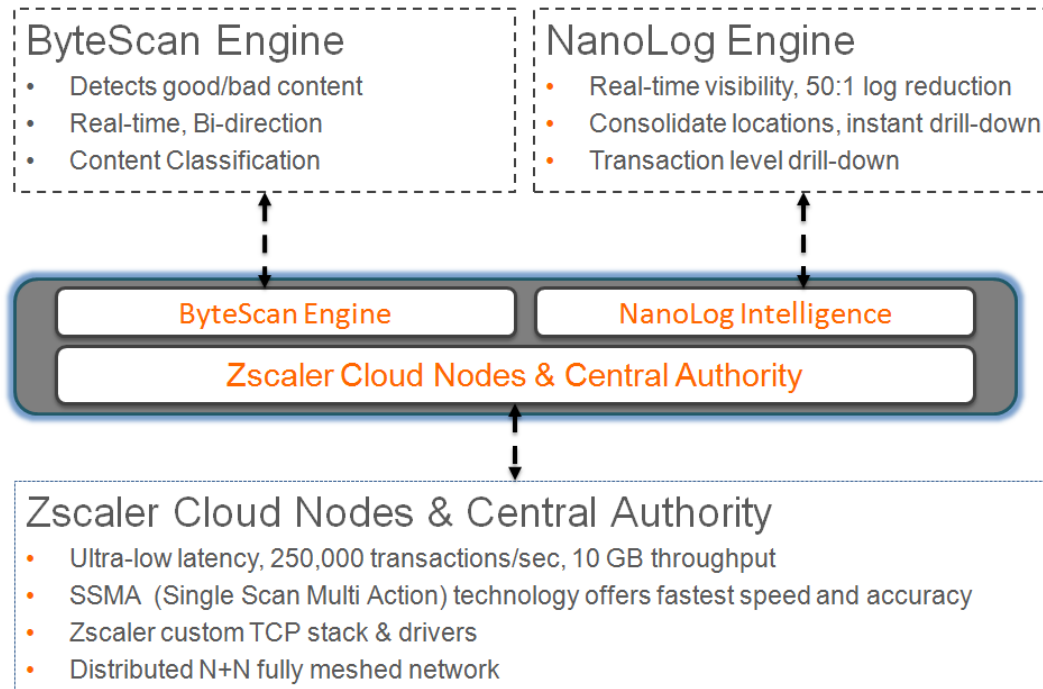 ByteScan Engine
• Detects good/bad content
• Real-time, Bi-direction
• Content Classification
NanoLog Engine
• Real-time visibility, 50:1 log reduction
• Consolidate locations, instant drill-down
• Transaction level drill-down
ByteScan Engine
NanoLog Intelligence
Zscaler Cloud Nodes & Central Authority
Zscaler Cloud Nodes & Central Authority
• Ultra-low latency, 250,000 transactions/sec, 10 GB throughput
• SSMA (Single Scan Multi Action) technology offers fastest speed and accuracy
• Zscaler custom TCP stack & drivers
• Distributed N+N fully meshed network